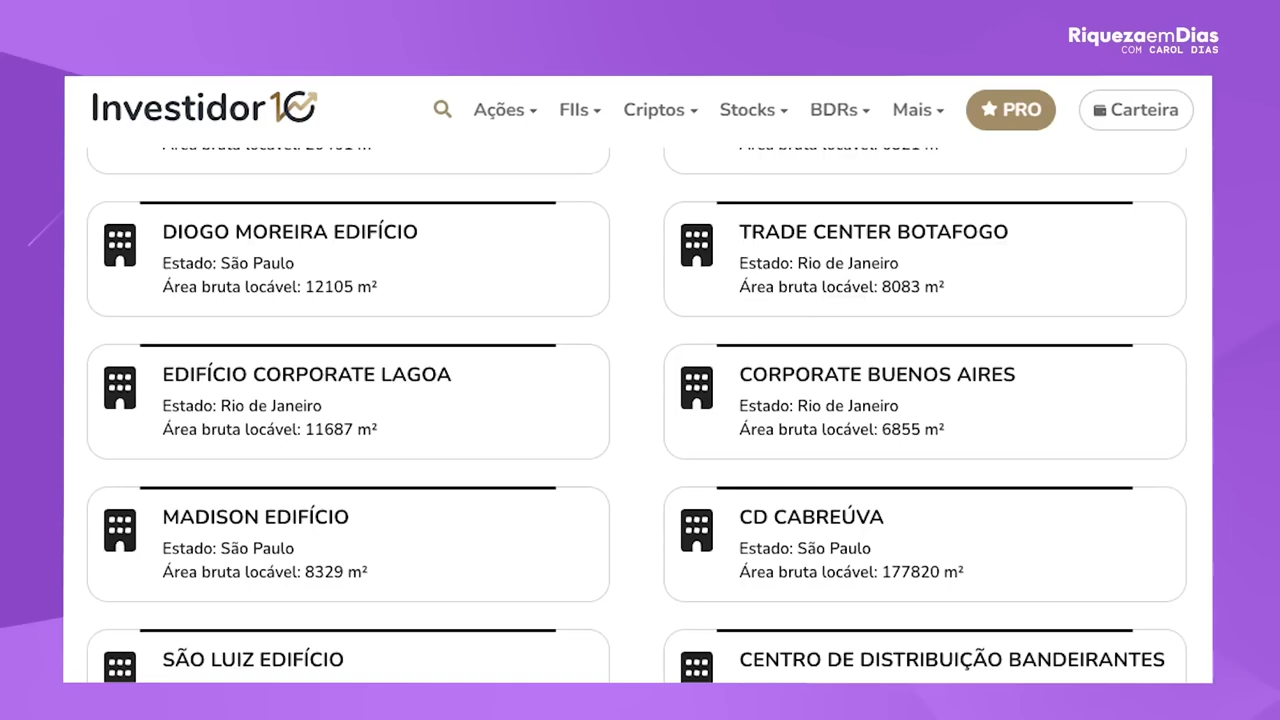 RiquezaemDias
COM CAROL DIAS
Investidor 10
Ações
FIIs
Criptos
Stocks
BDRs
Mais
PRO
Carteira
DIOGO MOREIRA EDIFÍCIO
Estado: São Paulo
Área bruta locável: 12105 m²
TRADE CENTER BOTAFOGO
Estado: Rio de Janeiro
Área bruta locável: 8083 m²
EDIFÍCIO CORPORATE LAGOA
Estado: Rio de Janeiro
Área bruta locável: 11687 m²
CORPORATE BUENOS AIRES
Estado: Rio de Janeiro
Área bruta locável: 6855 m²
MADISON EDIFÍCIO
Estado: São Paulo
Área bruta locável: 8329 m²
CD CABREÚVA
Estado: São Paulo
Área bruta locável: 177820 m²
SÃO LUIZ EDIFÍCIO
CENTRO DE DISTRIBUIÇÃO BANDEIRANTES